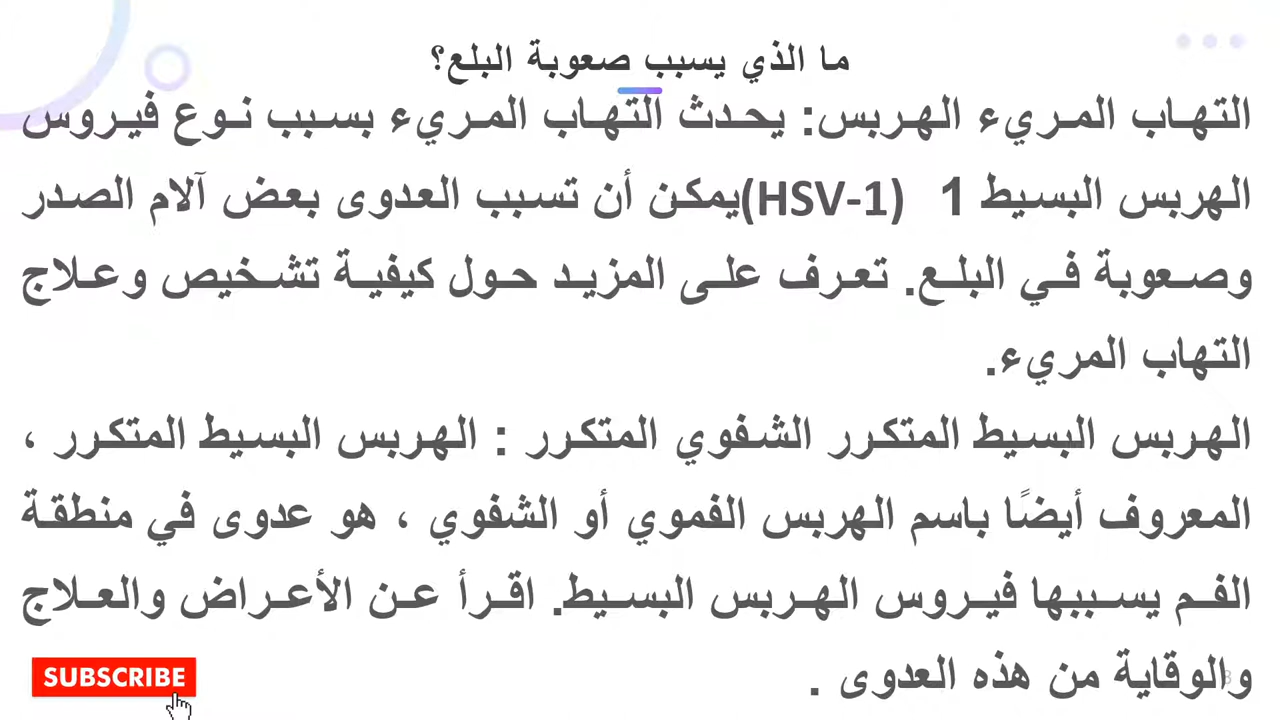 ما الذي يسبب صعوبة البلع؟
التهاب المريء الهربس: يحدث التهاب المريء بسبب نوع فيروس
الهربس البسيط 1 (HSV-1)يمكن أن تسبب العدوى بعض آلام الصدر
وصعوبة في البلع. تعرف على المزيد حول كيفية تشخيص وعلاج
التهاب المريء.
الهربس البسيط المتكرر الشفوي المتكرر : الهربس البسيط المتكرر ،
المعروف أيضًا باسم الهربس الفموي أو الشفوي ، هو عدوى في منطقة
الفم يسببها فيروس الهربس البسيط. اقرأ عن الأعراض والعلاج
والوقاية من هذه العدوى .
SUBSCRIBE
8